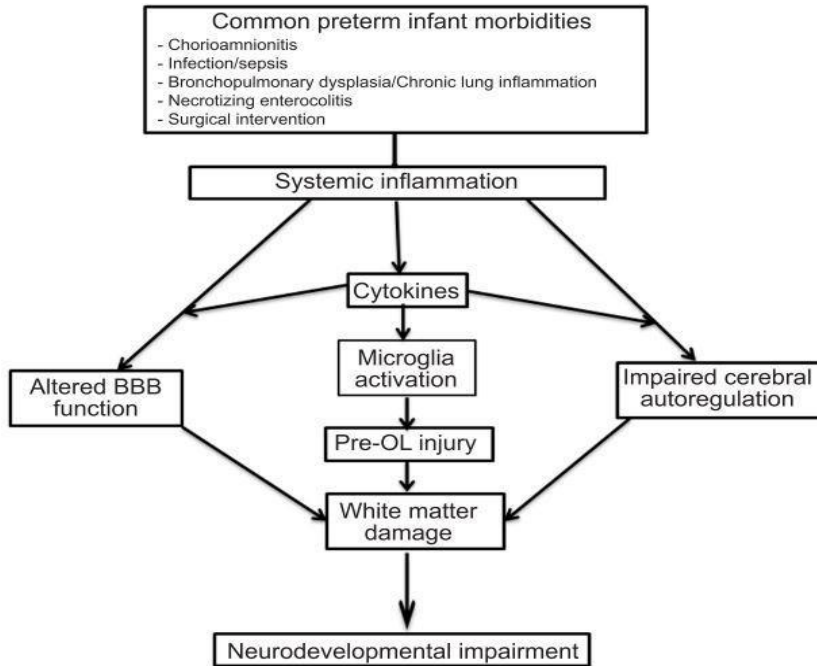 Common preterm infant morbidities
- Chorioamnionitis
- Infection/sepsis
- Bronchopulmonary dysplasia/Chronic lung inflammation
- Necrotizing enterocolitis
- Surgical intervention
Systemic inflammation
Cytokines
Altered BBB
function
Microglia
activation
Impaired cerebral
autoregulation
Pre-OL injury
White matter
damage
Neurodevelopmental impairment